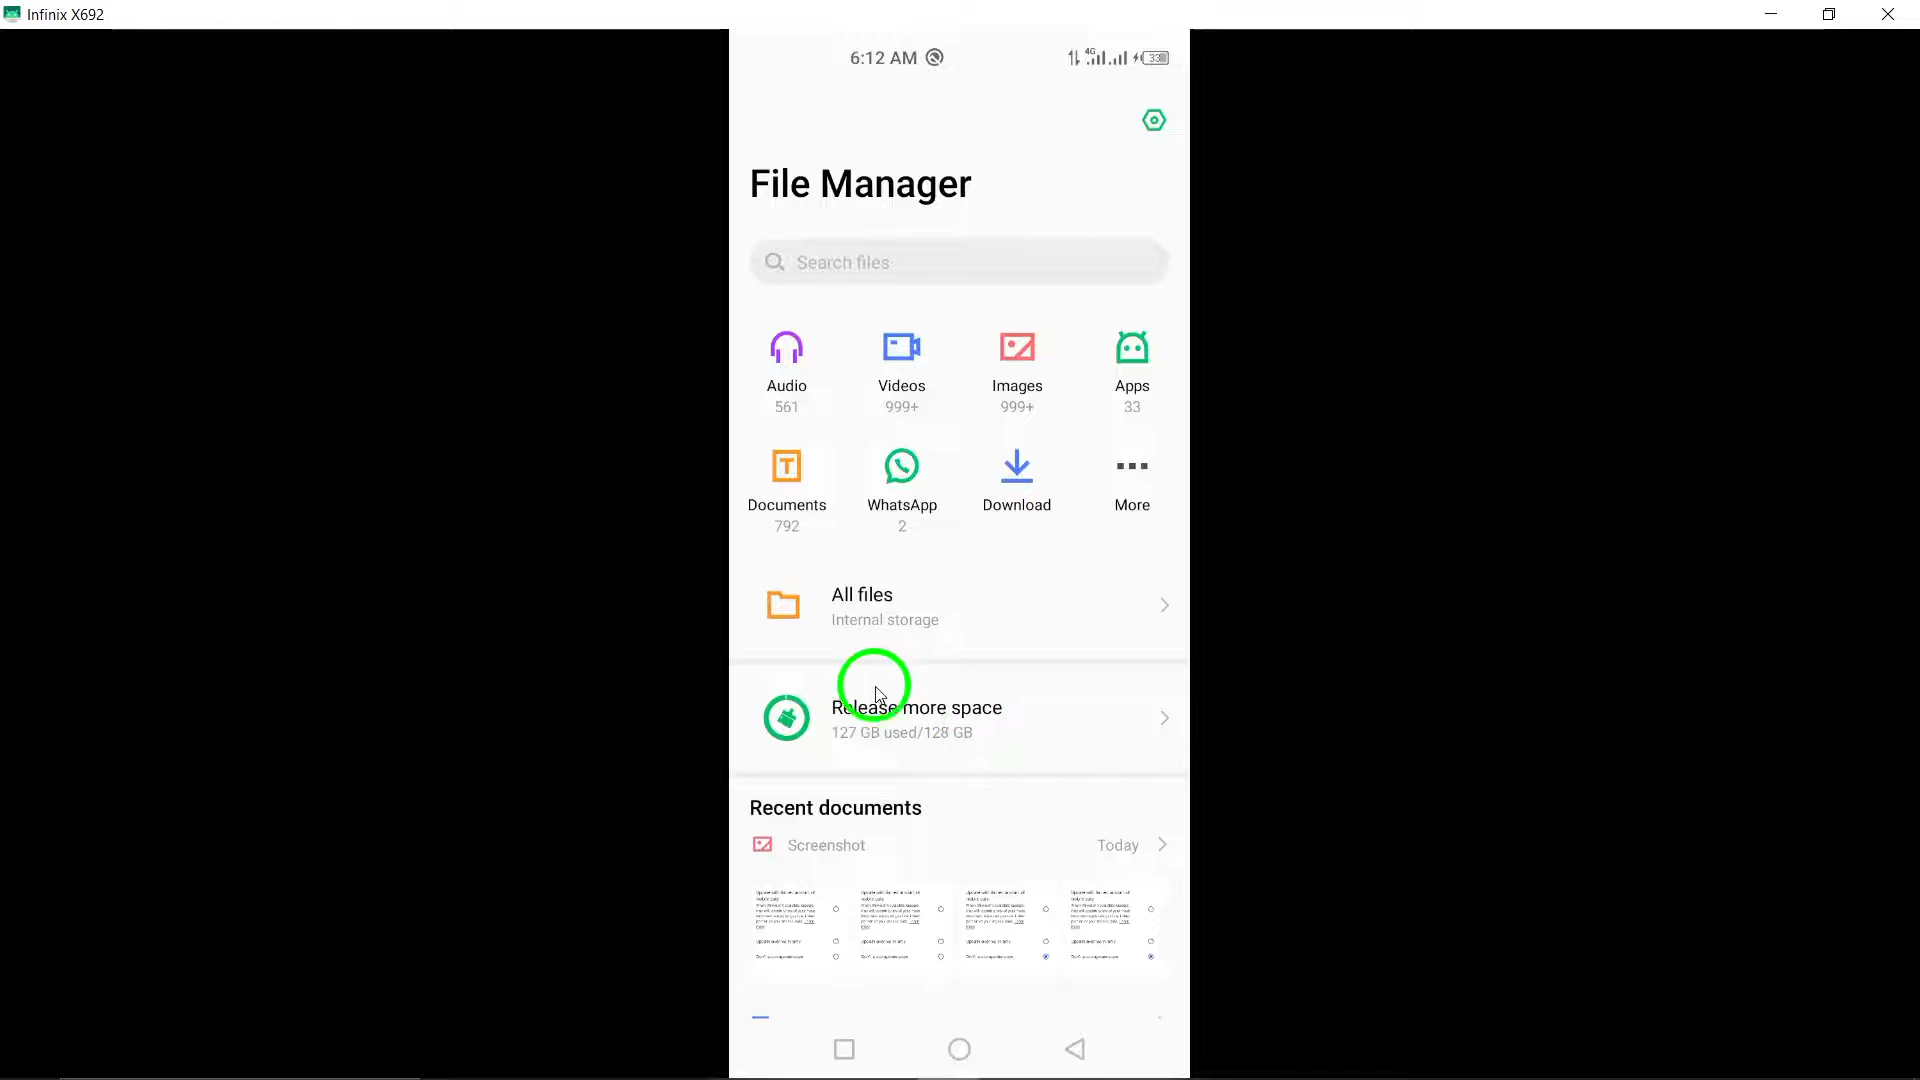 Infinix X692
6:12 AM
4G
33
File Manager
Search files
Audio
Videos
Images
Apps
561
999+
999+
33
Documents
WhatsApp
Download
More
792
2
All files
Internal storage
Release more space
127 GB used/128 GB
Recent documents
Screenshot
Today